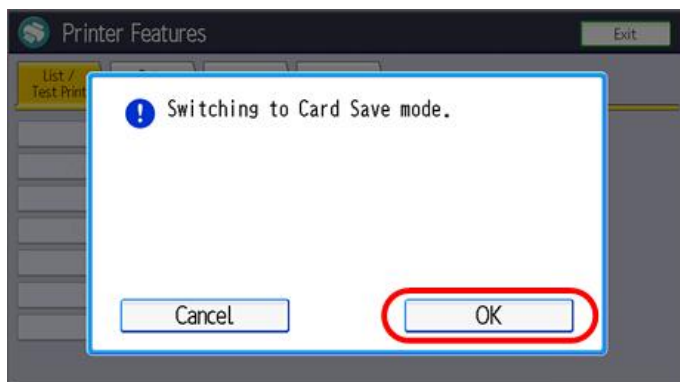 Printer Features
Exit
List /
Test Print
Switching to Card Save mode.
Cancel
OK